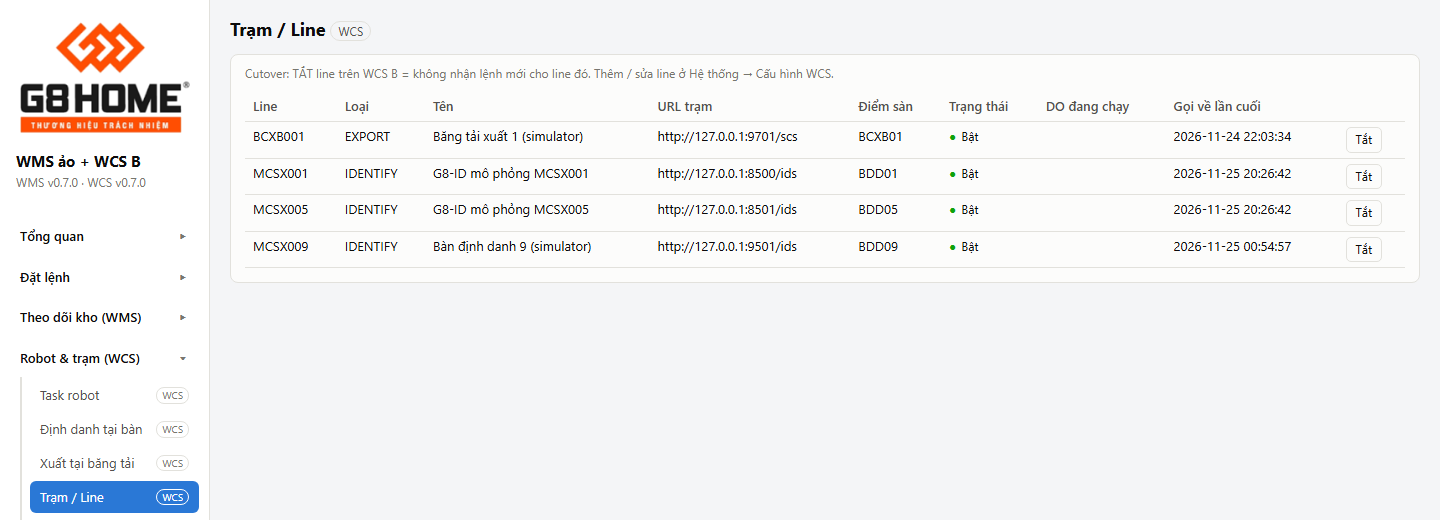 G8 HOME®
THƯƠNG HIỆU TRÁCH NHIỆM
WMS ảo + WCS B
WMS v0.7.0 · WCS v0.7.0
Tổng quan ▸
Đặt lệnh ▸
Theo dõi kho (WMS) ▸
Robot & trạm (WCS) ▾
Task robot WCS
Định danh tại bàn WCS
Xuất tại băng tải WCS
Trạm / Line WCS
Trạm / Line WCS
Cutover: TẮT line trên WCS B = không nhận lệnh mới cho line đó. Thêm / sửa line ở Hệ thống → Cấu hình WCS.
Line Loại Tên URL trạm Điểm sàn Trạng thái DO đang chạy Gọi về lần cuối
BCXB001 EXPORT Băng tải xuất 1 (simulator) http://127.0.0.1:9701/scs BCXB01 ● Bật 2026-11-24 22:03:34 Tắt
MCSX001 IDENTIFY G8-ID mô phỏng MCSX001 http://127.0.0.1:8500/ids BDD01 ● Bật 2026-11-25 20:26:42 Tắt
MCSX005 IDENTIFY G8-ID mô phỏng MCSX005 http://127.0.0.1:8501/ids BDD05 ● Bật 2026-11-25 20:26:42 Tắt
MCSX009 IDENTIFY Bàn định danh 9 (simulator) http://127.0.0.1:9501/ids BDD09 ● Bật 2026-11-25 00:54:57 Tắt